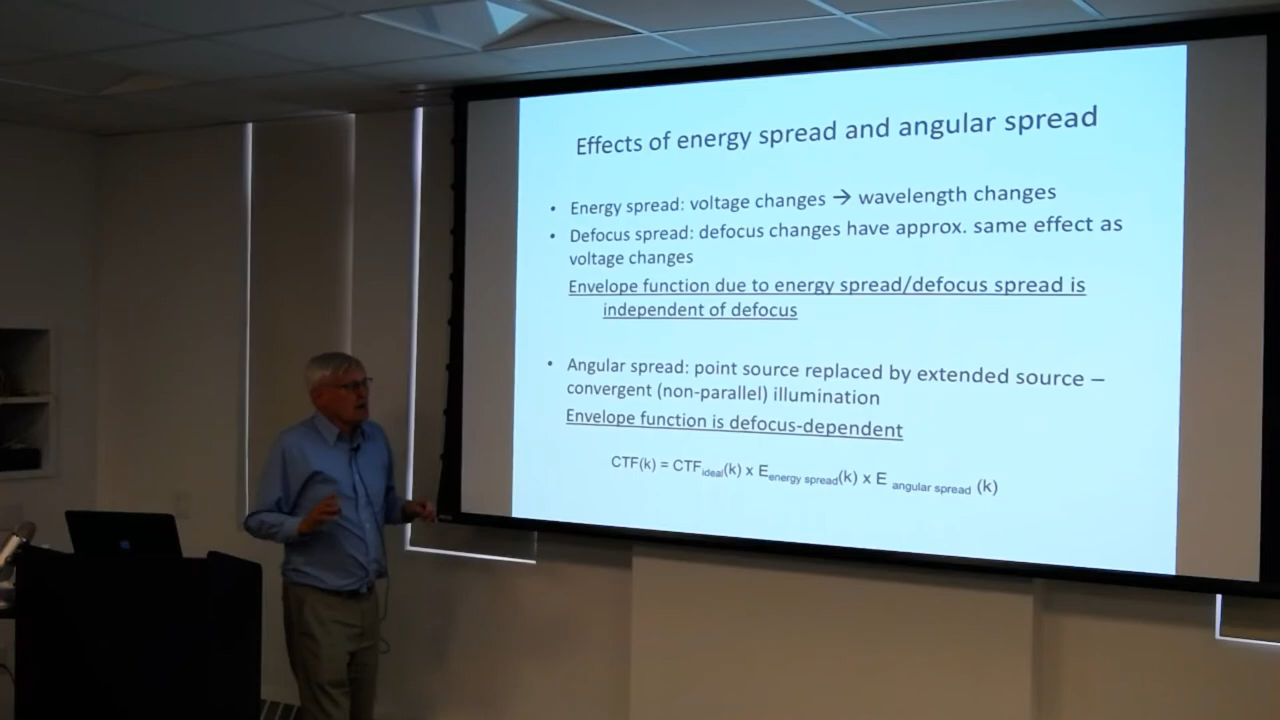 Effects of energy spread and angular spread
• Energy spread: voltage changes → wavelength changes
• Defocus spread: defocus changes have approx. same effect as
voltage changes
Envelope function due to energy spread/defocus spread is
independent of defocus
• Angular spread: point source replaced by extended source –
convergent (non-parallel) illumination
Envelope function is defocus-dependent
CTF(k) = CTFideal(k) x Eenergy spread(k) x E angular spread (k)